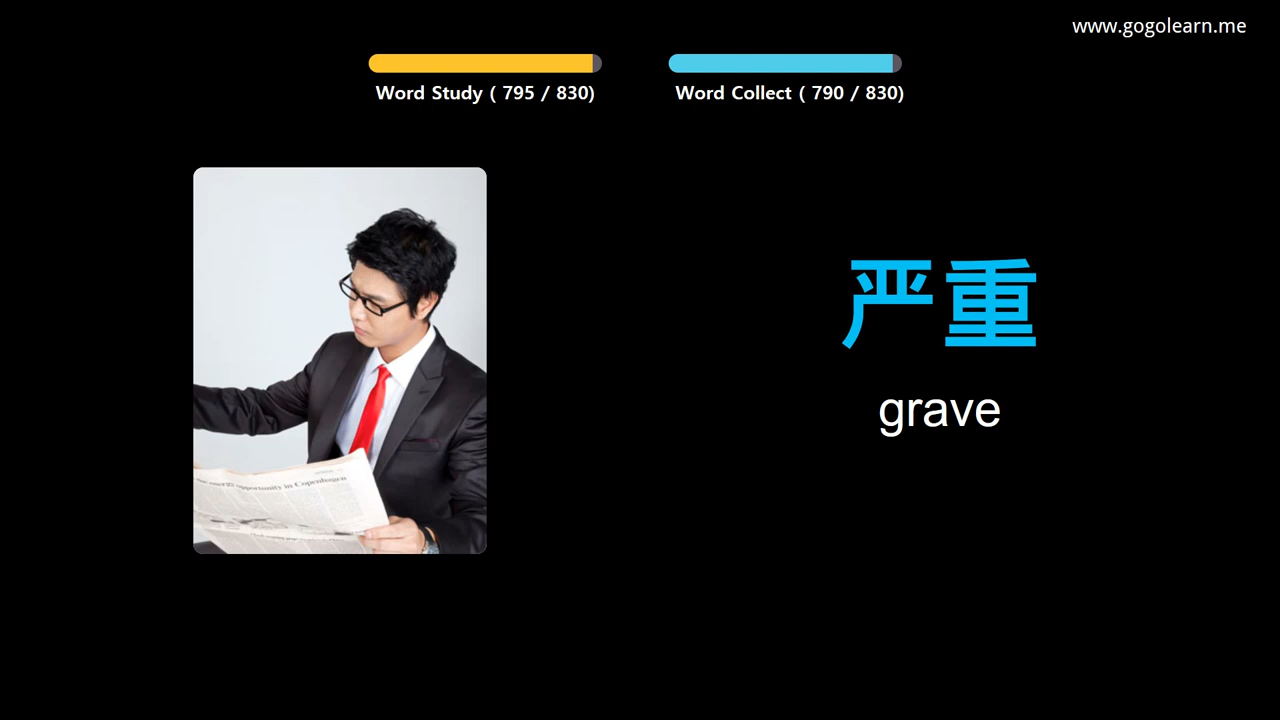 www.gogolearn.me
Word Study ( 795 / 830)
Word Collect ( 790 / 830)
严重
grave
opportunity in Copenhagen